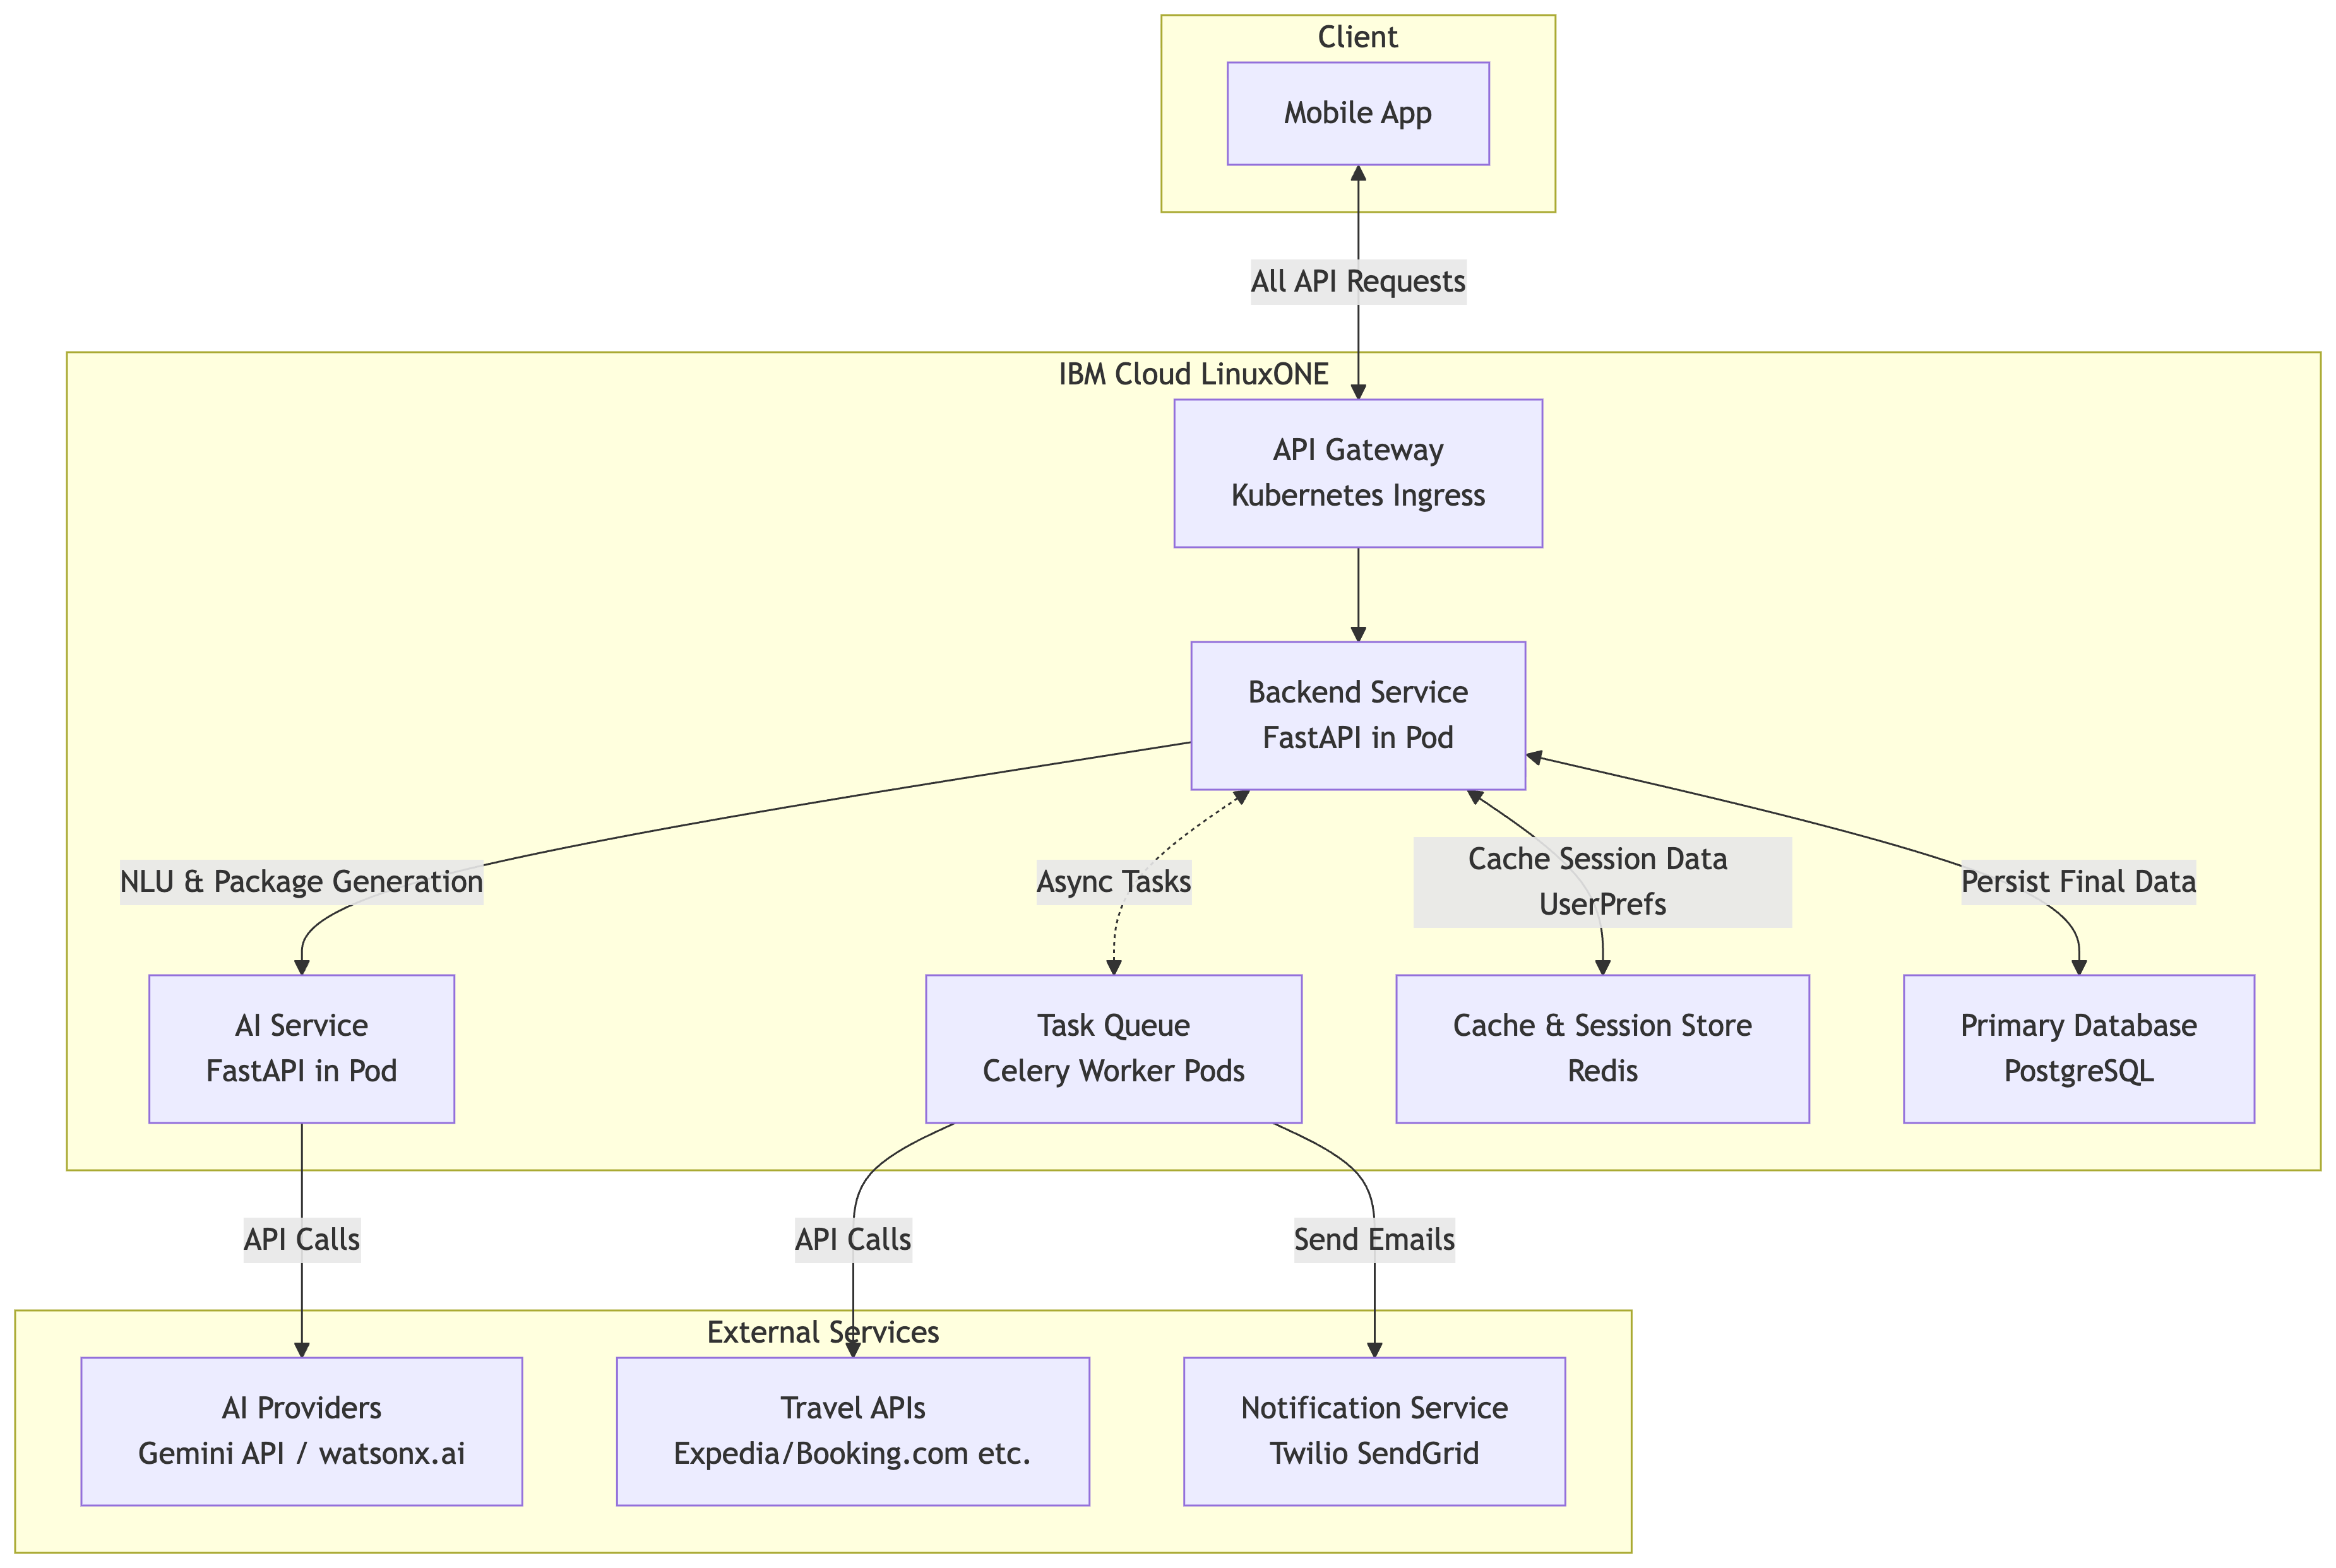 Client
Mobile App
All API Requests
IBM Cloud LinuxONE
API Gateway
Kubernetes Ingress
Backend Service
FastAPI in Pod
NLU & Package Generation
Async Tasks
Cache Session Data
UserPrefs
Persist Final Data
AI Service
FastAPI in Pod
Task Queue
Celery Worker Pods
Cache & Session Store
Redis
Primary Database
PostgreSQL
API Calls
API Calls
Send Emails
External Services
AI Providers
Gemini API / watsonx.ai
Travel APIs
Expedia/Booking.com etc.
Notification Service
Twilio SendGrid